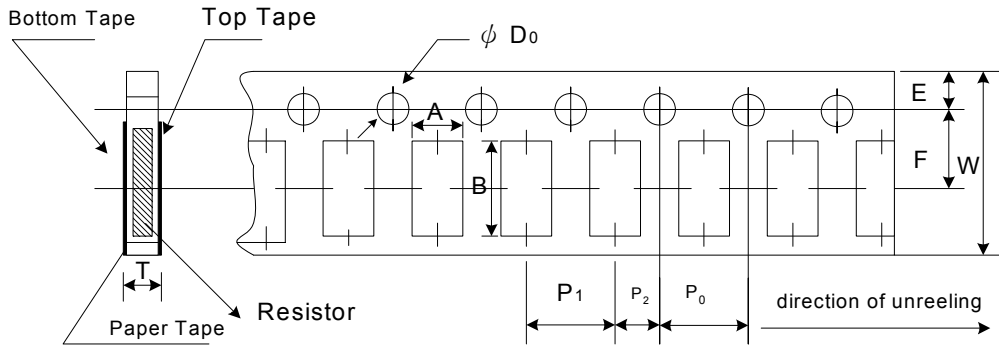 Bottom Tape
Top Tape
ψ D0
E
A
F
W
B
T
P1
P2
P0
direction of unreeling
Resistor
Paper Tape